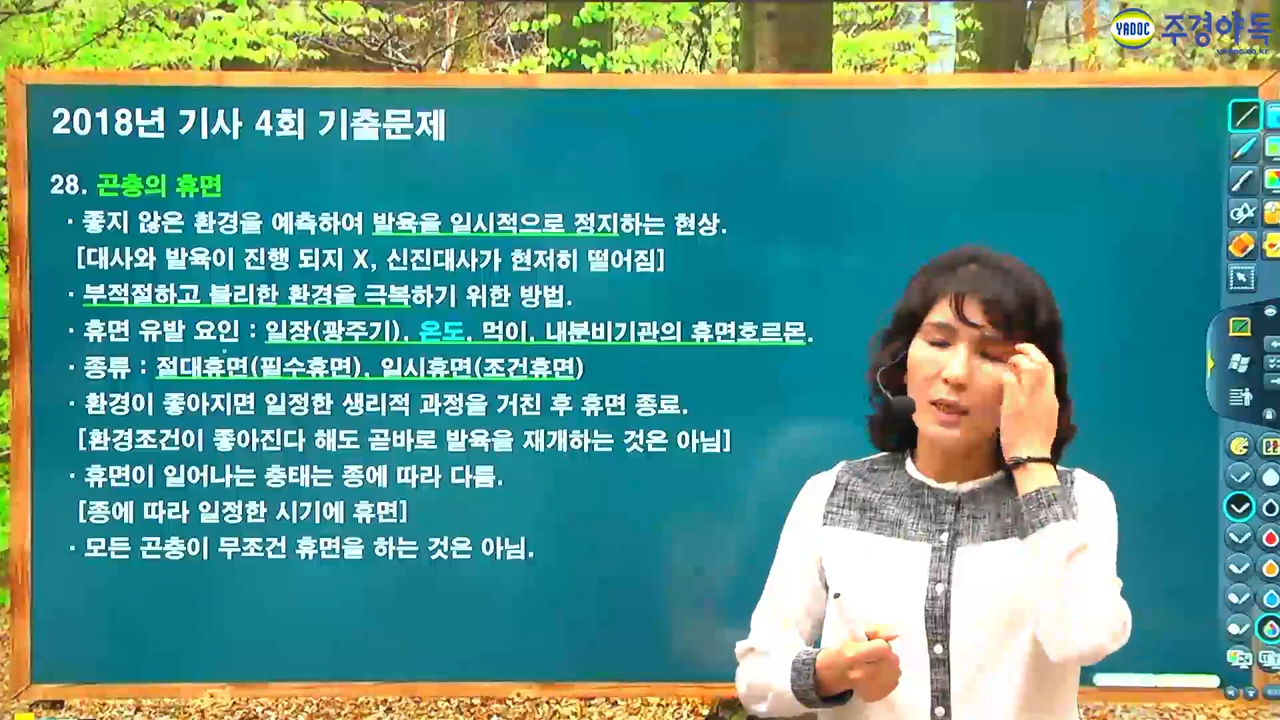 YADOC 주경야독
yadoc.co.kr
2018년 기사 4회 기출문제
28. 곤충의 휴면
· 좋지 않은 환경을 예측하여 발육을 일시적으로 정지하는 현상.
[대사와 발육이 진행 되지 X, 신진대사가 현저히 떨어짐]
· 부적절하고 불리한 환경을 극복하기 위한 방법.
· 휴면 유발 요인 : 일장(광주기), 온도, 먹이, 내분비기관의 휴면호르몬.
· 종류 : 절대휴면(필수휴면), 일시휴면(조건휴면)
· 환경이 좋아지면 일정한 생리적 과정을 거친 후 휴면 종료.
[환경조건이 좋아진다 해도 곧바로 발육을 재개하는 것은 아님]
· 휴면이 일어나는 충태는 종에 따라 다름.
[종에 따라 일정한 시기에 휴면]
· 모든 곤충이 무조건 휴면을 하는 것은 아님.